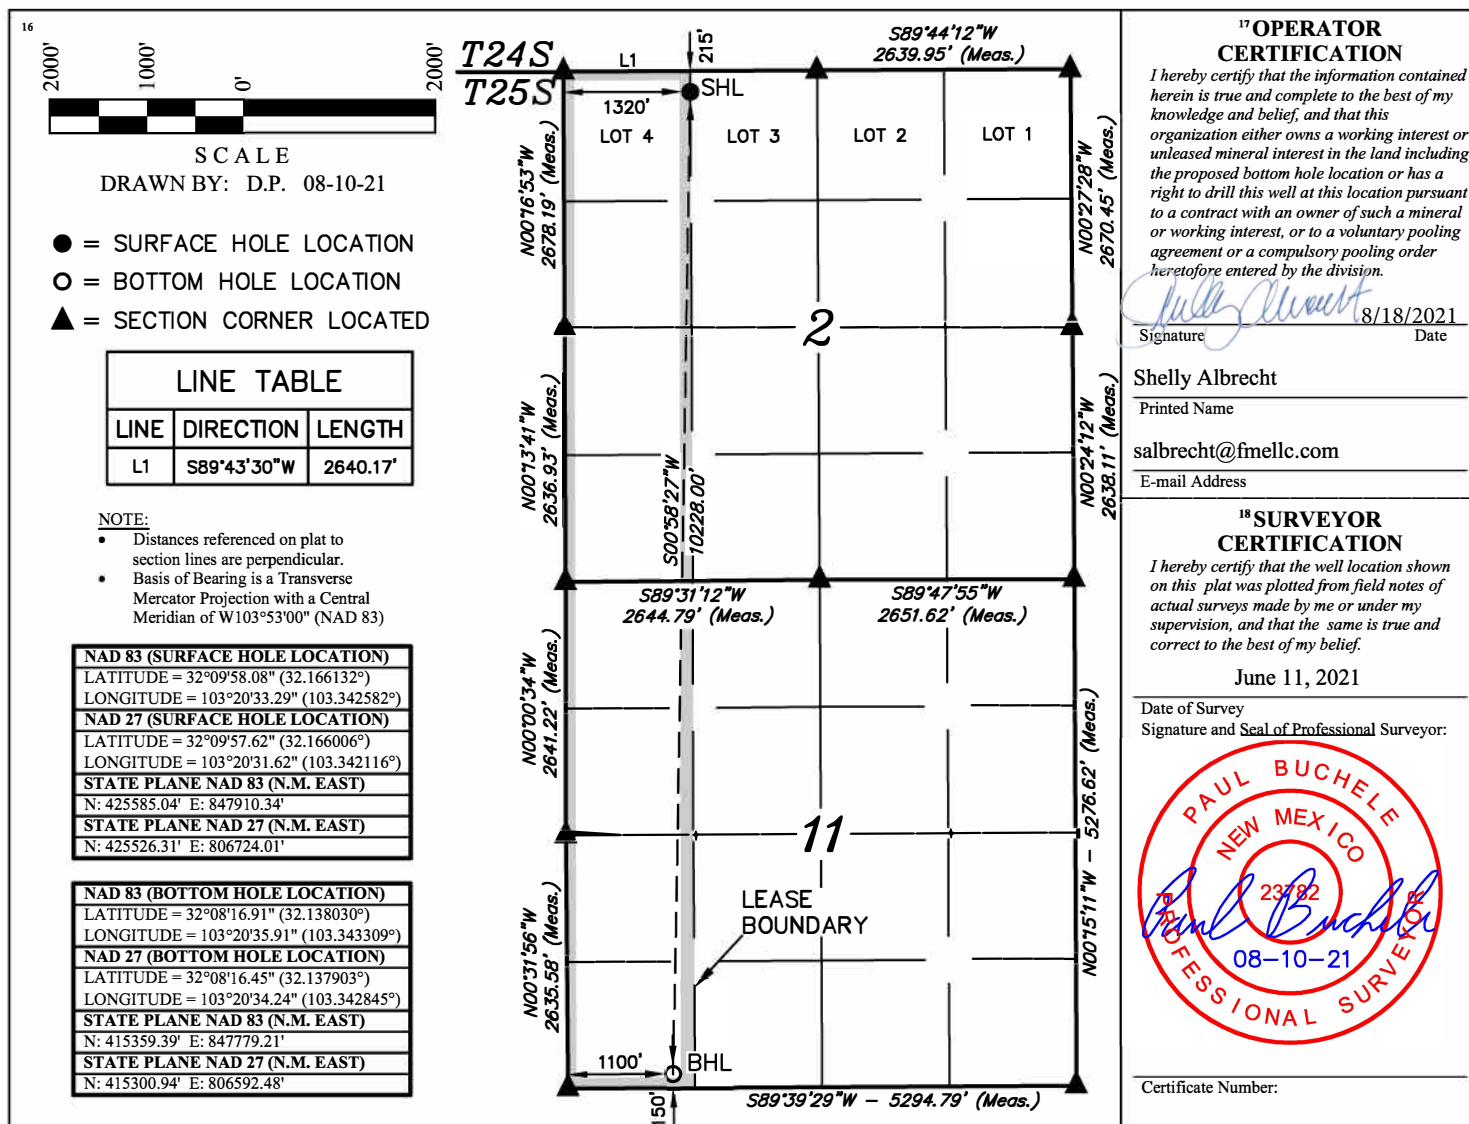 16
2000'
1000'
0'
2000'
SCALE
DRAWN BY: D.P. 08-10-21
= SURFACE HOLE LOCATION
= BOTTOM HOLE LOCATION
= SECTION CORNER LOCATED
LINE TABLE
LINE DIRECTION LENGTH
L1 S89°43'30"W 2640.17'
NOTE:
• Distances referenced on plat to
section lines are perpendicular.
• Basis of Bearing is a Transverse
Mercator Projection with a Central
Meridian of W103°53'00" (NAD 83)
NAD 83 (SURFACE HOLE LOCATION)
LATITUDE = 32°09'58.08" (32.166132°)
LONGITUDE = 103°20'33.29" (103.342582°)
NAD 27 (SURFACE HOLE LOCATION)
LATITUDE = 32°09'57.62" (32.166006°)
LONGITUDE = 103°20'31.62" (103.342116°)
STATE PLANE NAD 83 (N.M. EAST)
N: 425585.04' E: 847910.34'
STATE PLANE NAD 27 (N.M. EAST)
N: 425526.31' E: 806724.01'
NAD 83 (BOTTOM HOLE LOCATION)
LATITUDE = 32°08'16.91" (32.138030°)
LONGITUDE = 103°20'35.91" (103.343309°)
NAD 27 (BOTTOM HOLE LOCATION)
LATITUDE = 32°08'16.45" (32.137903°)
LONGITUDE = 103°20'34.24" (103.342845°)
STATE PLANE NAD 83 (N.M. EAST)
N: 415359.39' E: 847779.21'
STATE PLANE NAD 27 (N.M. EAST)
N: 415300.94' E: 806592.48'
T24S
T25S
L1
215'
S89°44'12"W
2639.95' (Meas.)
SHL
1320'
LOT 4
LOT 3
LOT 2
LOT 1
N00°16'53"W
2678.19' (Meas.)
N00°27'28"W
2670.45' (Meas.)
2
N00°13'41"W
2636.93' (Meas.)
S00°58'27"W
10228.00'
N00°24'12"W
2638.11' (Meas.)
S89°31'12"W
2644.79' (Meas.)
S89°47'55"W
2651.62' (Meas.)
N00°00'34"W
2641.22' (Meas.)
11
N00°15'11"W – 5276.62' (Meas.)
LEASE
BOUNDARY
N00°31'56"W
2635.58' (Meas.)
1100'
BHL
150'
S89°39'29"W – 5294.79' (Meas.)
17 OPERATOR
CERTIFICATION
I hereby certify that the information contained
herein is true and complete to the best of my
knowledge and belief, and that this
organization either owns a working interest or
unleased mineral interest in the land including
the proposed bottom hole location or has a
right to drill this well at this location pursuant
to a contract with an owner of such a mineral
or working interest, or to a voluntary pooling
agreement or a compulsory pooling order
heretofore entered by the division.
8/18/2021
Signature Date
Shelly Albrecht
Printed Name
salbrecht@fmellc.com
E-mail Address
18 SURVEYOR
CERTIFICATION
I hereby certify that the well location shown
on this plat was plotted from field notes of
actual surveys made by me or under my
supervision, and that the same is true and
correct to the best of my belief.
June 11, 2021
Date of Survey
Signature and Seal of Professional Surveyor:
PAUL BUCHELE
NEW MEXICO
23782
Paul Buchele
08-10-21
PROFESSIONAL SURVEYOR
Certificate Number: